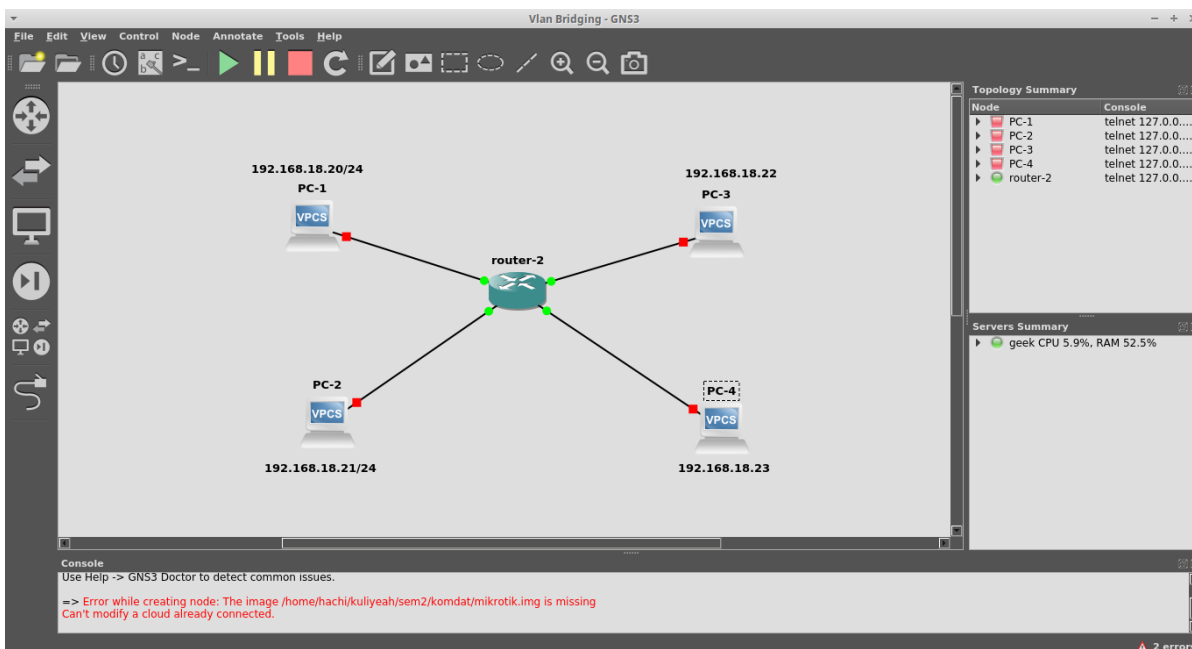 Vlan Bridging - GNS3
File Edit View Control Node Annotate Tools Help
Topology Summary
Node Console
PC-1 telnet 127.0.0....
PC-2 telnet 127.0.0....
PC-3 telnet 127.0.0....
PC-4 telnet 127.0.0....
router-2 telnet 127.0.0....
192.168.18.20/24
PC-1
VPCS
192.168.18.22
PC-3
VPCS
router-2
PC-2
VPCS
192.168.18.21/24
PC-4
VPCS
192.168.18.23
Servers Summary
geek CPU 5.9%, RAM 52.5%
Console
Use Help -> GNS3 Doctor to detect common issues.
=> Error while creating node: The image /home/hachi/kuliyeah/sem2/komdat/mikrotik.img is missing
Can't modify a cloud already connected.
2 errors